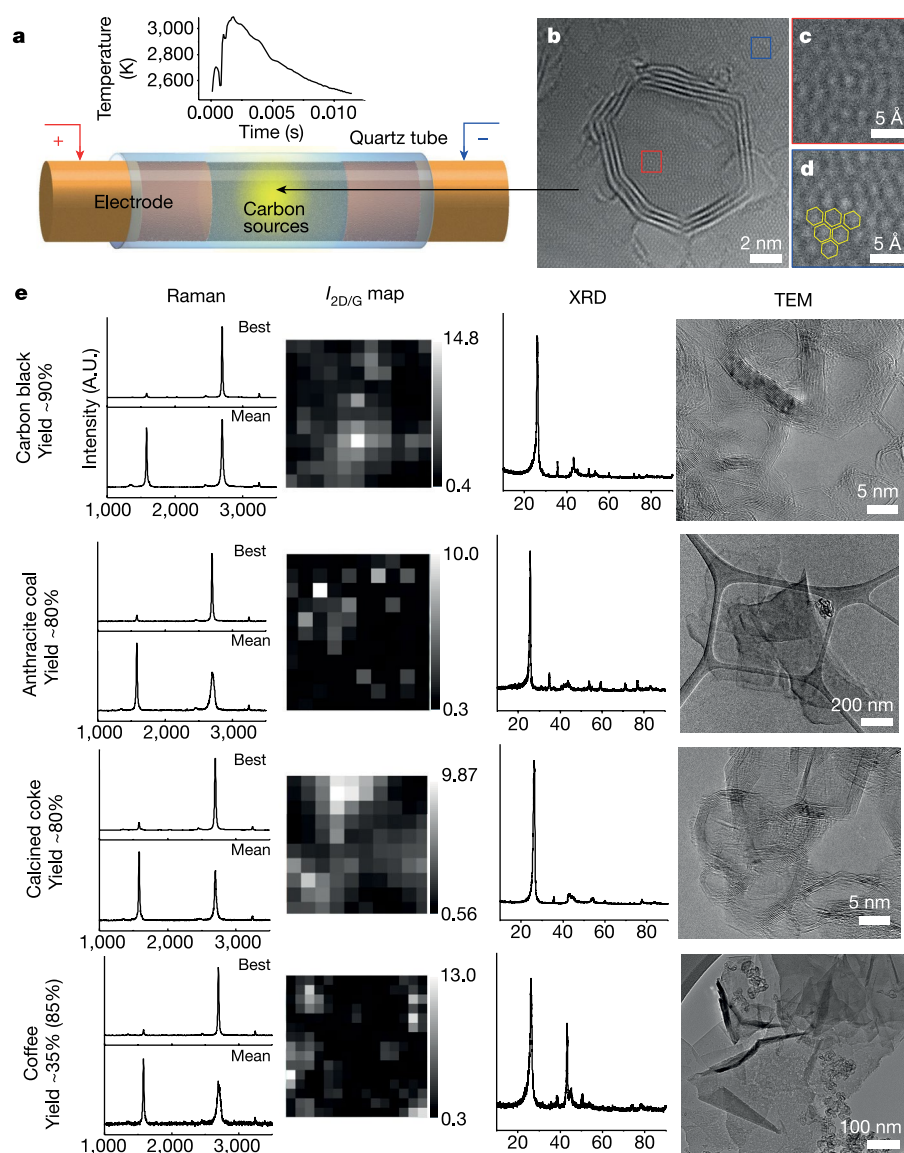 a
Temperature
(K)
3,000
2,800
2,600
0.000
0.005
0.010
Time (s)
+
Quartz tube
−
Electrode
Carbon
sources
b
2 nm
c
5 Å
d
5 Å
e
Raman
I2D/G map
XRD
TEM
Carbon black
Yield ~90%
Intensity (A.U.)
Best
Mean
1,000 2,000 3,000
14.8
0.4
20 40 60 80
5 nm
Anthracite coal
Yield ~80%
Best
Mean
1,000 2,000 3,000
10.0
0.3
20 40 60 80
200 nm
Calcined coke
Yield ~80%
Best
Mean
1,000 2,000 3,000
9.87
0.56
20 40 60 80
5 nm
Coffee
Yield ~35% (85%)
Best
Mean
1,000 2,000 3,000
13.0
0.3
20 40 60 80
100 nm